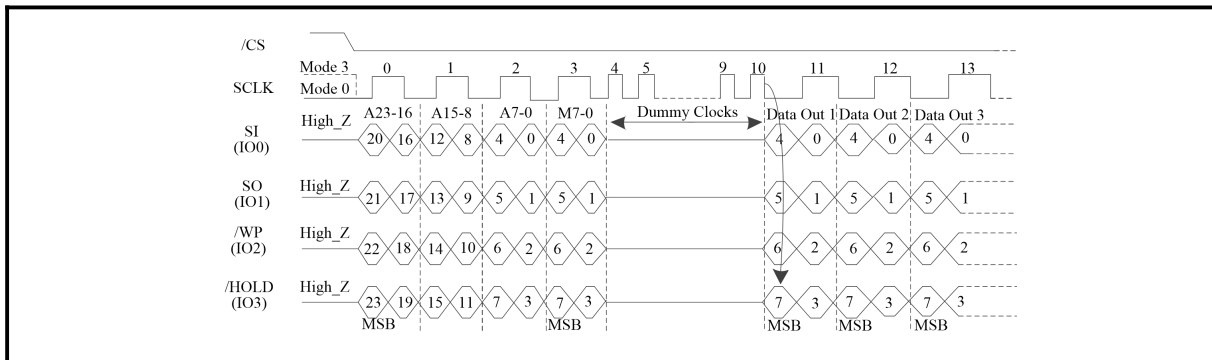 /CS
Mode 3 0 1 2 3 4 5 9 10 11 12 13
SCLK Mode 0
A23-16 A15-8 A7-0 M7-0 Dummy Clocks Data Out 1 Data Out 2 Data Out 3
SI High_Z
(IO0) 20 16 12 8 4 0 4 0 4 0 4 0 4 0
SO High_Z
(IO1) 21 17 13 9 5 1 5 1 5 1 5 1 5 1
/WP High_Z
(IO2) 22 18 14 10 6 2 6 2 6 2 6 2 6 2
/HOLD High_Z
(IO3) 23 19 15 11 7 3 7 3 7 3 7 3 7 3
MSB MSB MSB MSB MSB